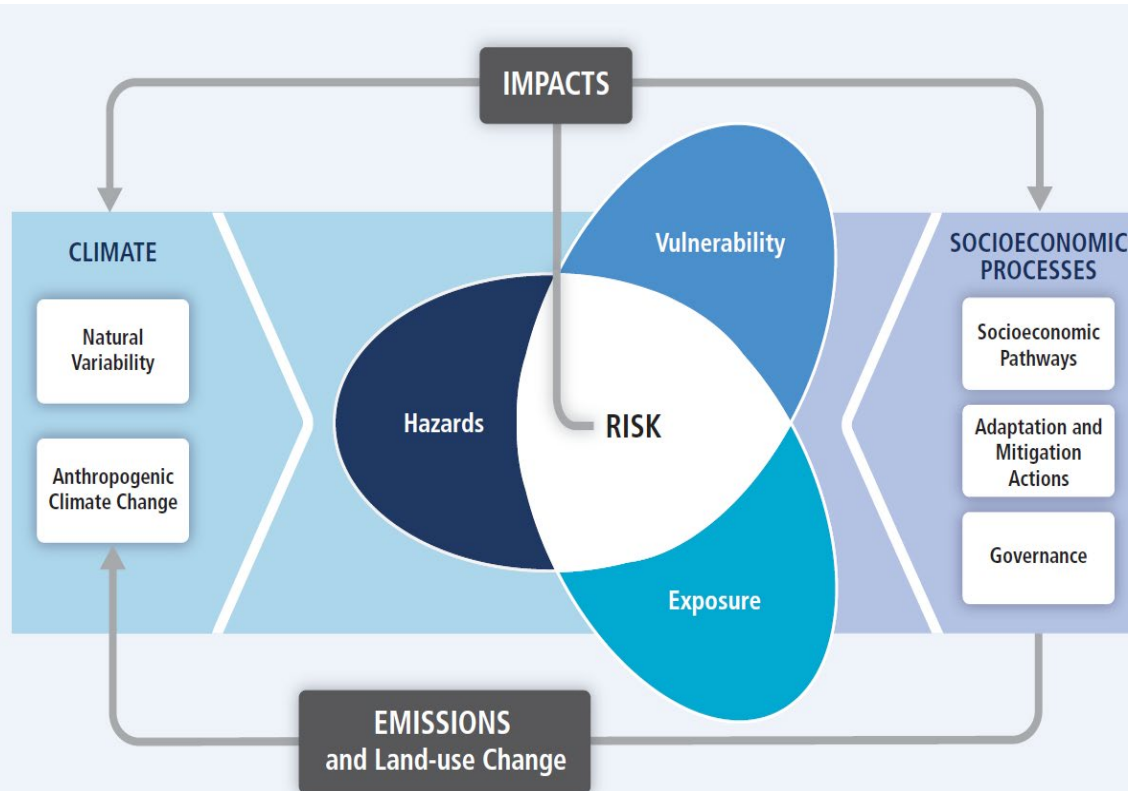 IMPACTS
CLIMATE
Natural
Variability
Anthropogenic
Climate Change
Vulnerability
Hazards
RISK
Exposure
SOCIOECONOMIC
PROCESSES
Socioeconomic
Pathways
Adaptation and
Mitigation
Actions
Governance
EMISSIONS
and Land-use Change